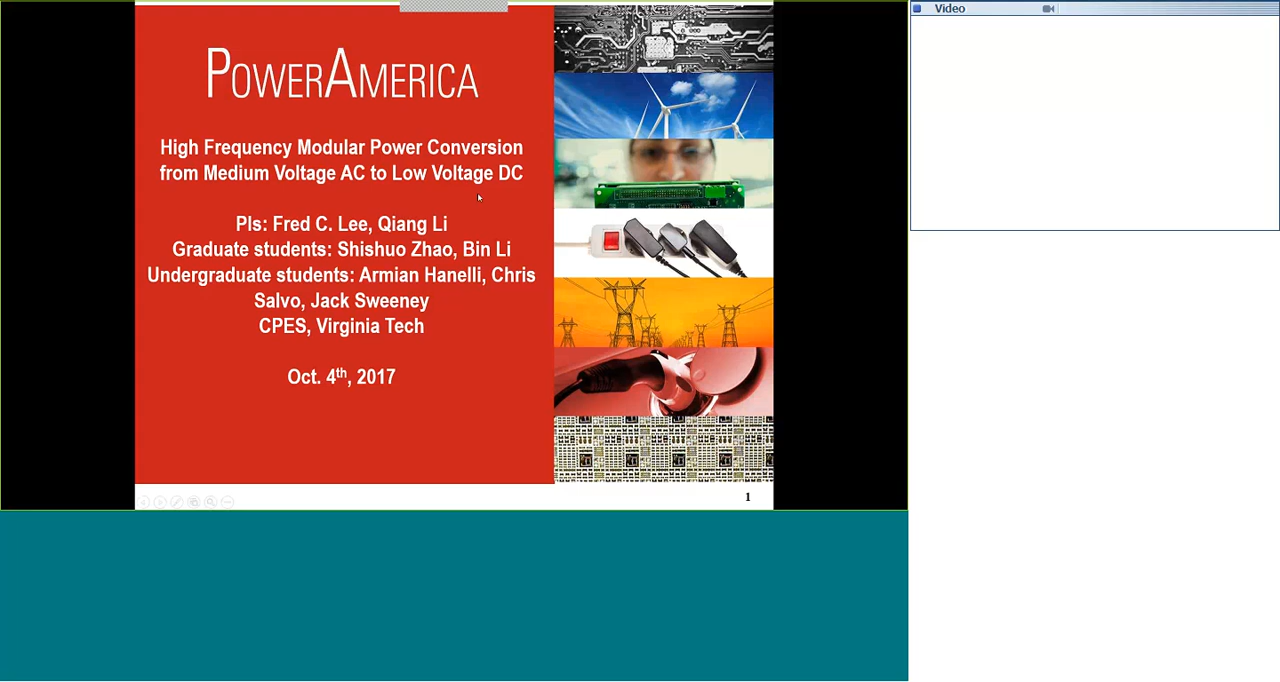 Video
POWERAMERICA
High Frequency Modular Power Conversion
from Medium Voltage AC to Low Voltage DC
PIs: Fred C. Lee, Qiang Li
Graduate students: Shishuo Zhao, Bin Li
Undergraduate students: Armian Hanelli, Chris
Salvo, Jack Sweeney
CPES, Virginia Tech
Oct. 4th, 2017
1